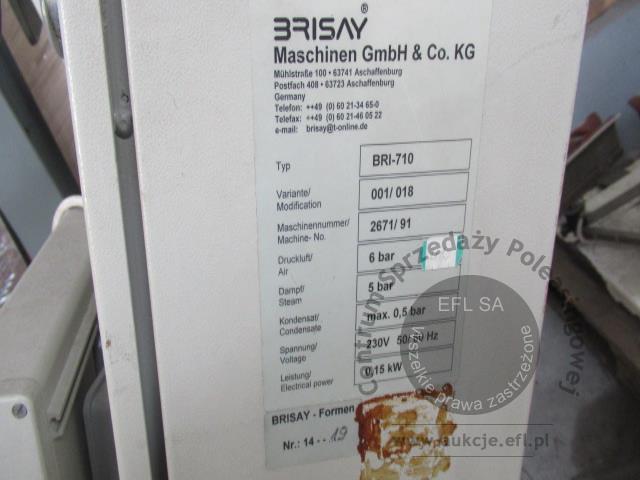 BRISAY ®
Maschinen GmbH & Co. KG
Mühlstraße 100 • 63741 Aschaffenburg
Postfach 408 • 63723 Aschaffenburg
Germany
Telefon: ++49 (0) 60 21-34 65-0
Telefax: ++49 (0) 60 21-46 05 22
e-mail: brisay@t-online.de
Typ BRI-710
Variante/
Modification 001/ 018
Maschinennummer/
Machine- No. 2671/ 91
Druckluft/
Air 6 bar
Dampf/
Steam 5 bar
Kondensat/
Condensate max. 0,5 bar
Spannung/
Voltage 230V 50/ 60 Hz
Leistung/
Electrical power 0,15 kW
BRISAY - Formen
Nr.: 14 - - 19
Centrum Sprzedaży Poleasingowej
EFL SA
Wszelkie prawa zastrzeżone
www.aukcje.efl.pl